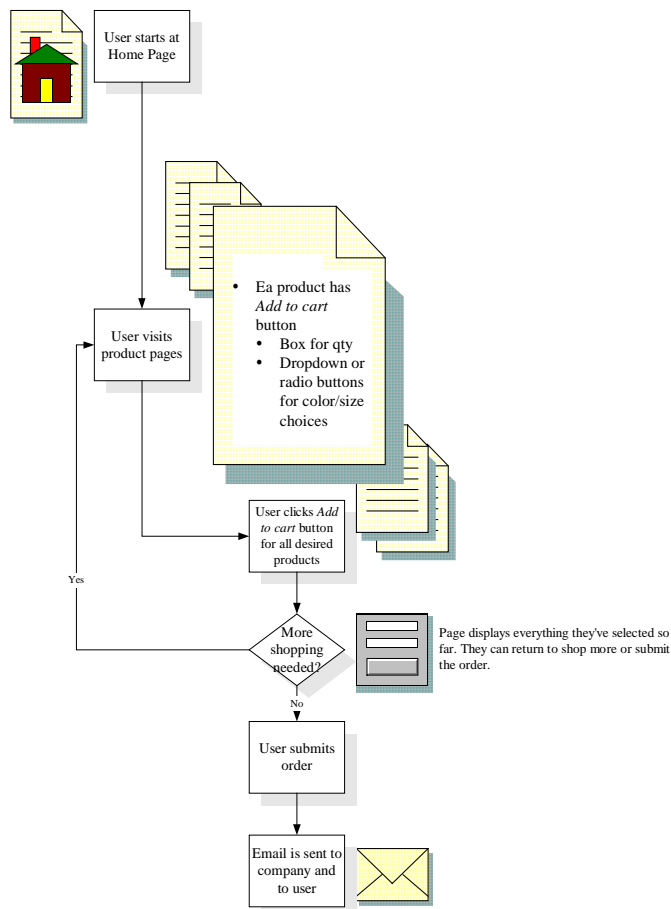 User starts at
Home Page
• Ea product has
Add to cart
button
• Box for qty
• Dropdown or
radio buttons
for color/size
choices
User visits
product pages
User clicks Add
to cart button
for all desired
products
Yes
More
shopping
needed?
Page displays everything they've selected so
far. They can return to shop more or submit
the order.
No
User submits
order
Email is sent to
company and
to user